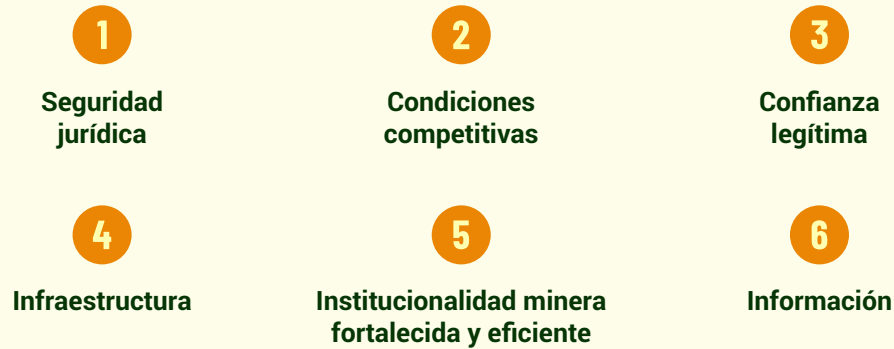 1
Seguridad
jurídica
2
Condiciones
competitivas
3
Confianza
legítima
4
Infraestructura
5
Institucionalidad minera
fortalecida y eficiente
6
Información